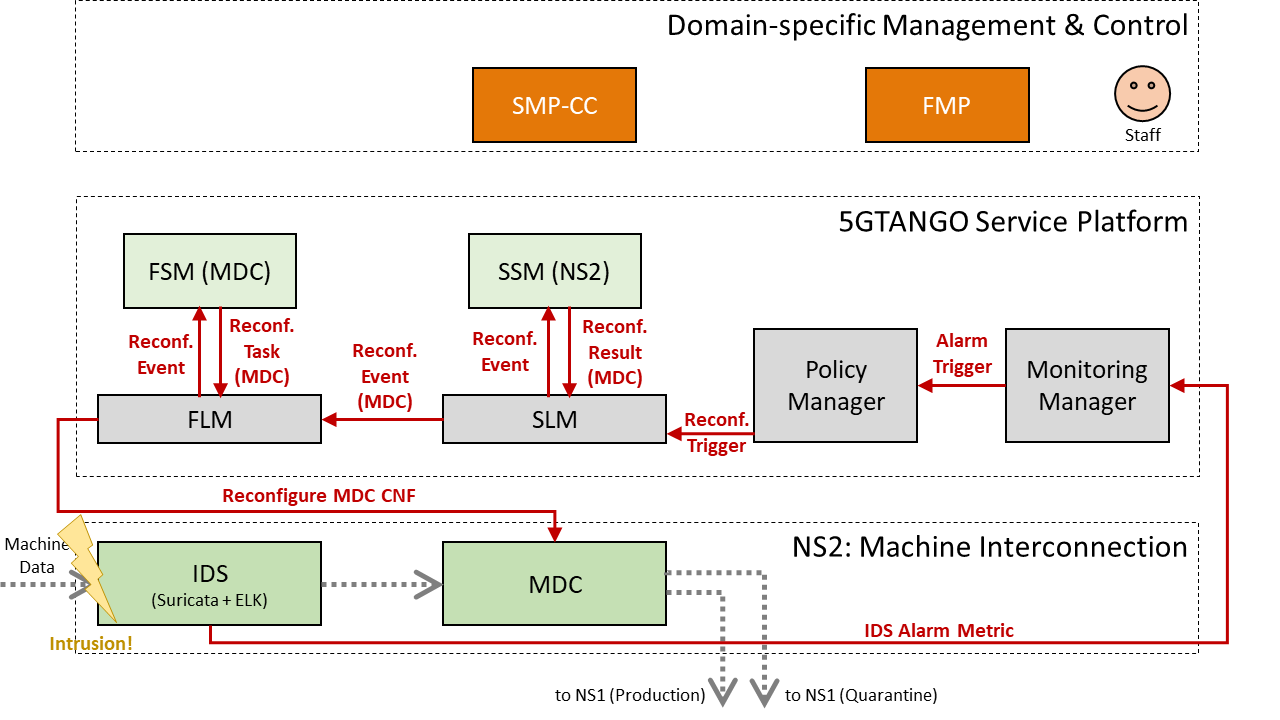 Domain-specific Management & Control
SMP-CC
FMP
Staff
5GTANGO Service Platform
FSM (MDC)
SSM (NS2)
Reconf.
Event
Reconf.
Task
(MDC)
Reconf.
Event
(MDC)
Reconf.
Event
Reconf.
Result
(MDC)
Policy
Manager
Alarm
Trigger
Monitoring
Manager
FLM
SLM
Reconf.
Trigger
Reconfigure MDC CNF
NS2: Machine Interconnection
Machine
Data
IDS
(Suricata + ELK)
MDC
Intrusion!
IDS Alarm Metric
to NS1 (Production)
to NS1 (Quarantine)